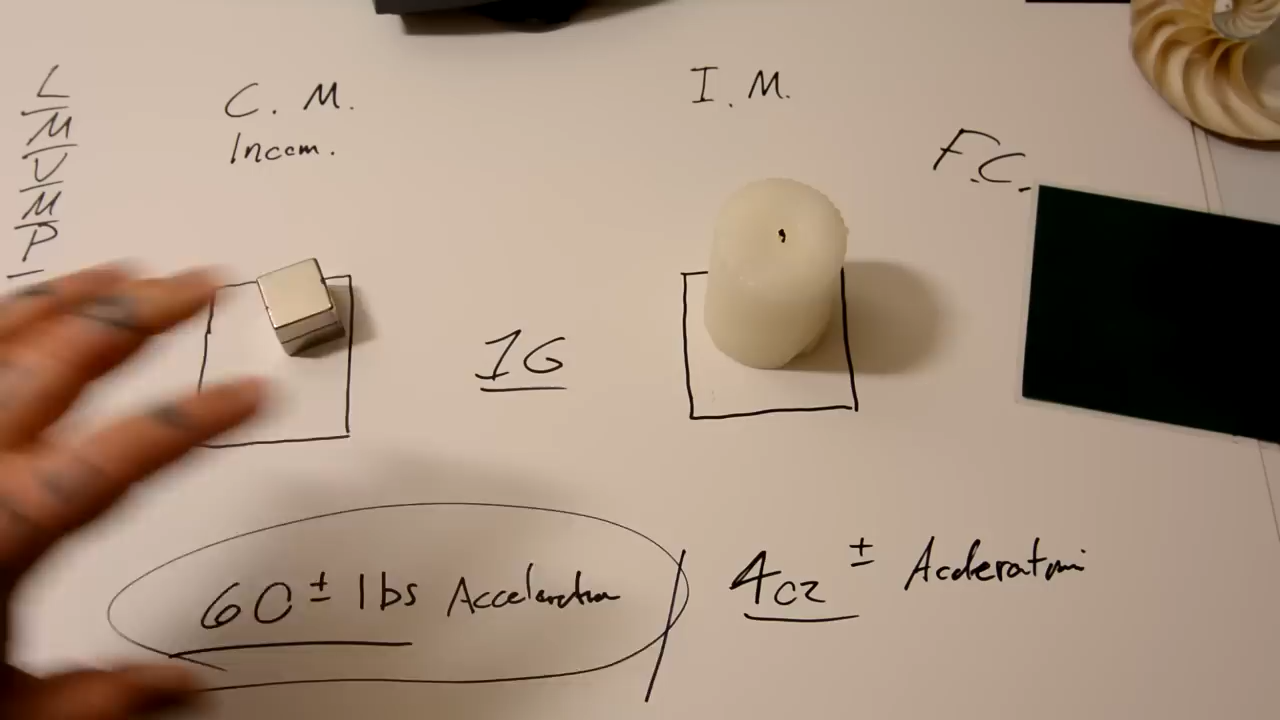 L
M
U
M
P
C. M.
Incom.
I. M.
F.C.
1G
60± lbs Acceleration
4oz ± Acceleration